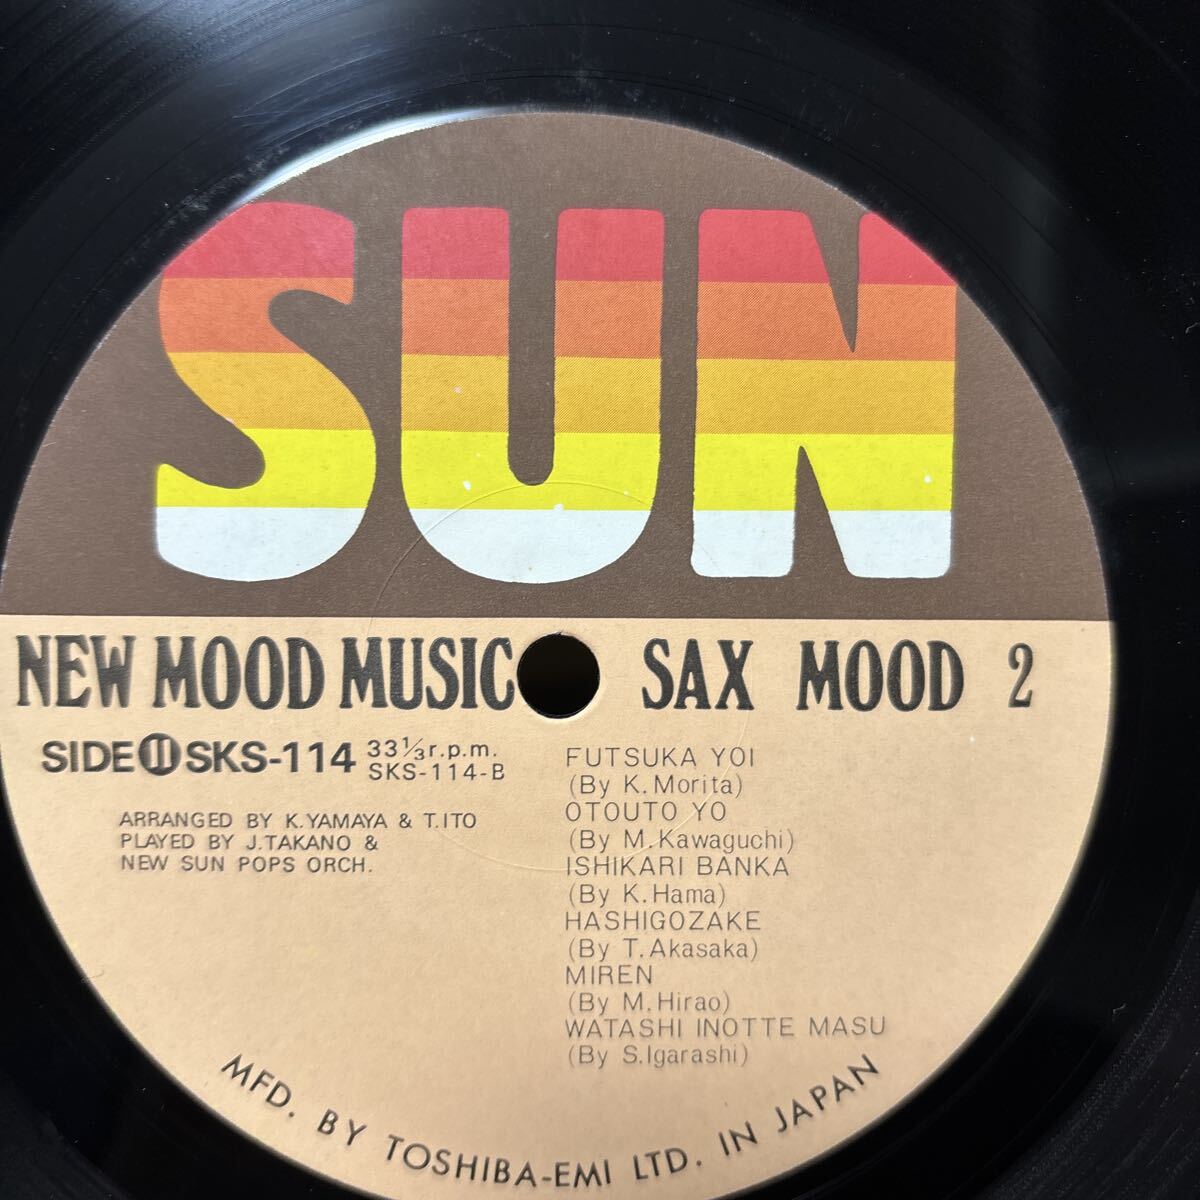 SUN
NEW MOOD MUSIC SAX MOOD 2
SIDE II SKS-114 33⅓r.p.m.
SKS-114-B
ARRANGED BY K.YAMAYA & T.ITO
PLAYED BY J.TAKANO &
NEW SUN POPS ORCH.
FUTSUKA YOI
(By K.Morita)
OTOUTO YO
(By M.Kawaguchi)
ISHIKARI BANKA
(By K.Hama)
HASHIGOZAKE
(By T.Akasaka)
MIREN
(By M.Hirao)
WATASHI INOTTE MASU
(By S.Igarashi)
MFD. BY TOSHIBA-EMI LTD. IN JAPAN